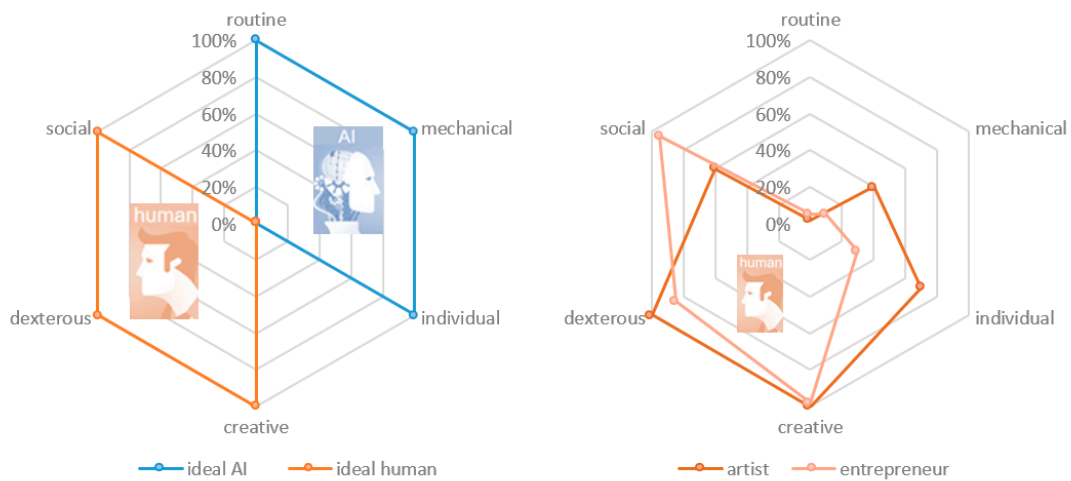 routine
100%
80%
60%
40%
20%
0%
social
mechanical
AI
human
dexterous
individual
creative
ideal AI
ideal human
routine
100%
80%
60%
40%
20%
0%
social
mechanical
human
dexterous
individual
creative
artist
entrepreneur